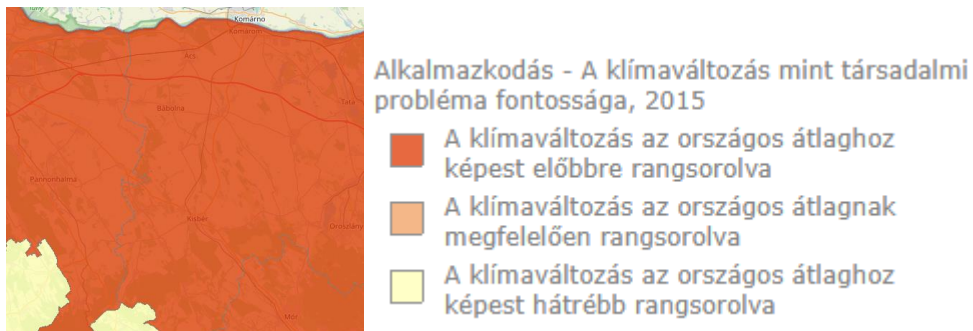 Komárno
Komárom
Ács
Bábolna
Tata
Pannonhalma
Kisbér
Oroszlány
Mór
Alkalmazkodás - A klímaváltozás mint társadalmi
probléma fontossága, 2015
A klímaváltozás az országos átlaghoz
képest előbbre rangsorolva
A klímaváltozás az országos átlagnak
megfelelően rangsorolva
A klímaváltozás az országos átlaghoz
képest hátrébb rangsorolva